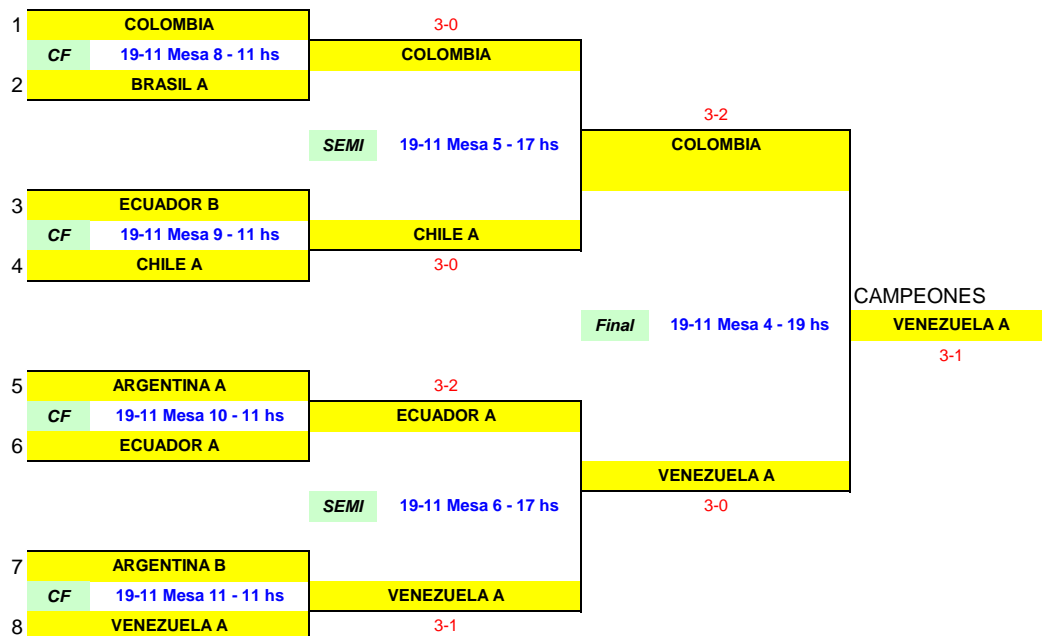 1 COLOMBIA 3-0
CF 19-11 Mesa 8 - 11 hs COLOMBIA
2 BRASIL A
3-2
SEMI 19-11 Mesa 5 - 17 hs COLOMBIA
3 ECUADOR B
CF 19-11 Mesa 9 - 11 hs CHILE A
4 CHILE A 3-0
CAMPEONES
Final 19-11 Mesa 4 - 19 hs VENEZUELA A
3-1
5 ARGENTINA A 3-2
CF 19-11 Mesa 10 - 11 hs ECUADOR A
6 ECUADOR A
VENEZUELA A
SEMI 19-11 Mesa 6 - 17 hs 3-0
7 ARGENTINA B
CF 19-11 Mesa 11 - 11 hs VENEZUELA A
8 VENEZUELA A 3-1